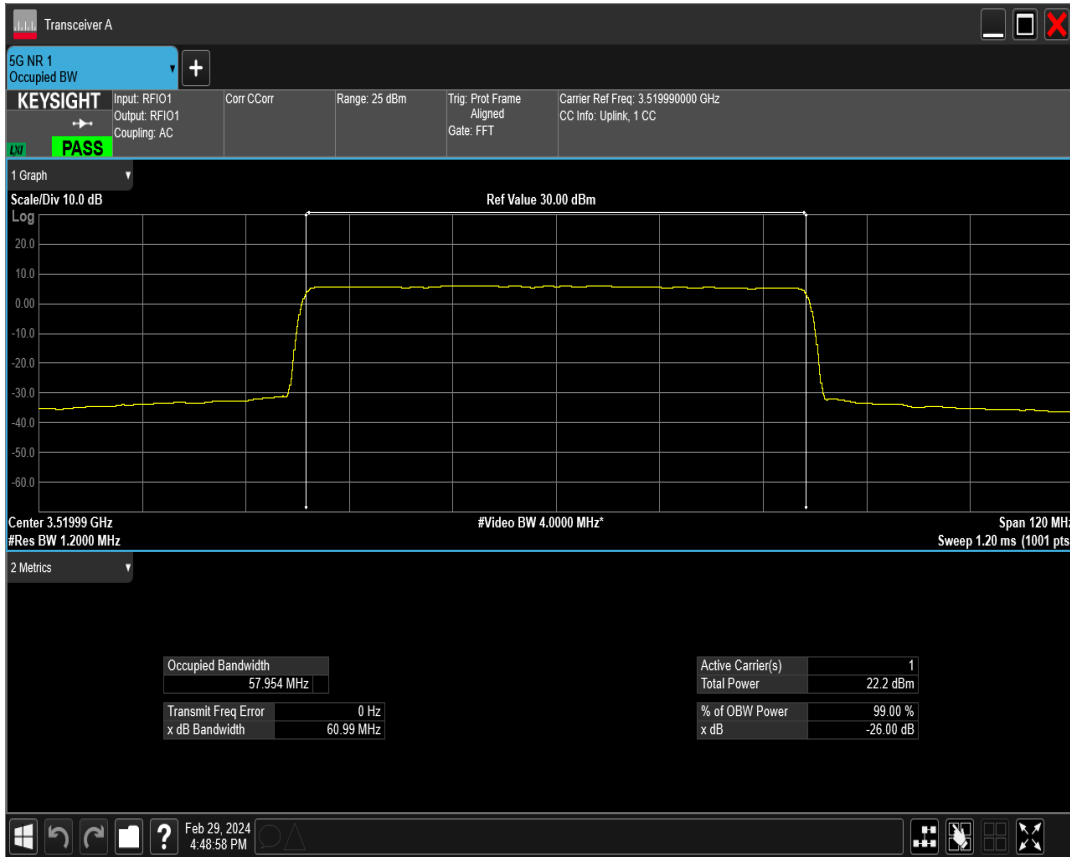 Transceiver A
5G NR 1
Occupied BW
+
KEYSIGHT
LXI
PASS
Input: RFIO1
Output: RFIO1
Coupling: AC
Corr CCorr
Range: 25 dBm
Trig: Prot Frame
Aligned
Gate: FFT
Carrier Ref Freq: 3.519990000 GHz
CC Info: Uplink, 1 CC
1 Graph
Scale/Div 10.0 dB
Ref Value 30.00 dBm
Log
20.0
10.0
0.00
-10.0
-20.0
-30.0
-40.0
-50.0
-60.0
Center 3.51999 GHz
#Video BW 4.0000 MHz*
Span 120 MHz
#Res BW 1.2000 MHz
Sweep 1.20 ms (1001 pts
2 Metrics
Occupied Bandwidth
57.954 MHz
Transmit Freq Error 0 Hz
x dB Bandwidth 60.99 MHz
Active Carrier(s) 1
Total Power 22.2 dBm
% of OBW Power 99.00 %
x dB -26.00 dB
?
Feb 29, 2024
4:48:58 PM